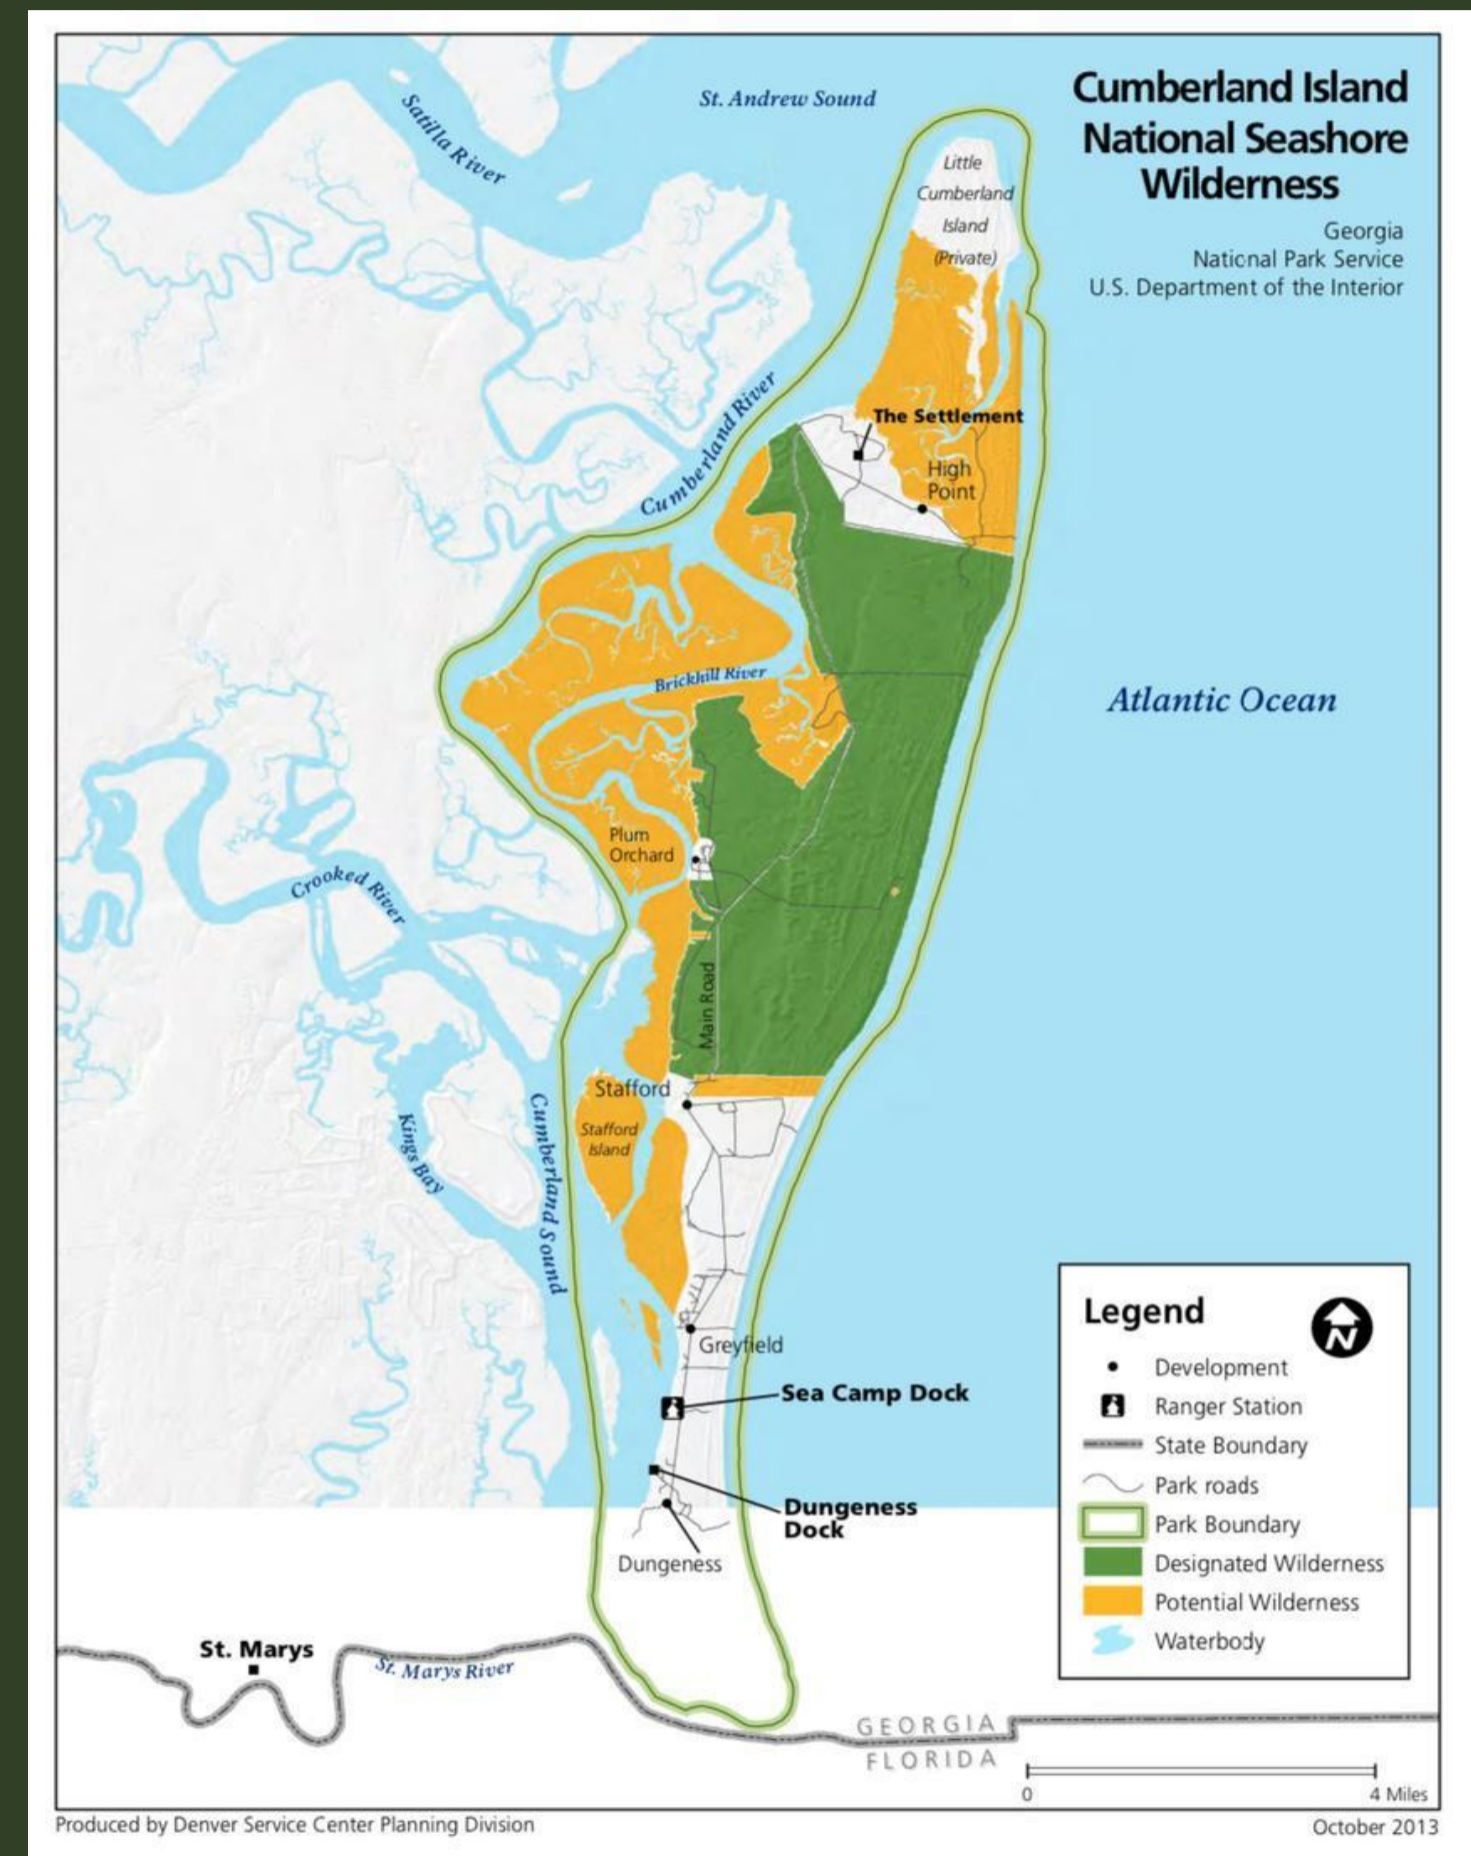 Cumberland Island
National Seashore
Wilderness
Georgia
National Park Service
U.S. Department of the Interior
St. Andrew Sound
Satilla River
Little
Cumberland
Island
(Private)
Cumberland River
The Settlement
High
Point
Brickhill River
Atlantic Ocean
Plum
Orchard
Crooked River
Main Road
Stafford
Stafford
Island
Kings Bay
Cumberland Sound
Greyfield
Sea Camp Dock
Dungeness
Dock
Dungeness
St. Marys
St. Marys River
GEORGIA
FLORIDA
Legend
N
Development
Ranger Station
State Boundary
Park roads
Park Boundary
Designated Wilderness
Potential Wilderness
Waterbody
0 4 Miles
Produced by Denver Service Center Planning Division
October 2013